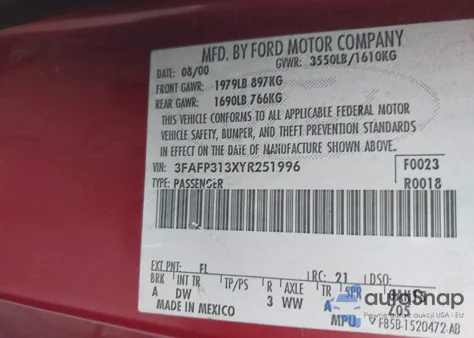 MFD. BY FORD MOTOR COMPANY
DATE: 08/00 GVWR: 3550LB/1610KG
FRONT GAWR: 1979LB 897KG
REAR GAWR: 1690LB 766KG
THIS VEHICLE CONFORMS TO ALL APPLICABLE FEDERAL MOTOR
VEHICLE SAFETY, BUMPER, AND THEFT PREVENTION STANDARDS
IN EFFECT ON THE DATE OF MANUFACTURE SHOWN ABOVE.
VIN: 3FAFP313XYR251996 F0023
TYPE: PASSENGER R0018
EXT PNT: FL RC: 21 DSO:
BRK INT TR TP/PS R AXLE TR SPR
A DW 3 WW A
MADE IN MEXICO
F85B-1520472-AB
autoSnap